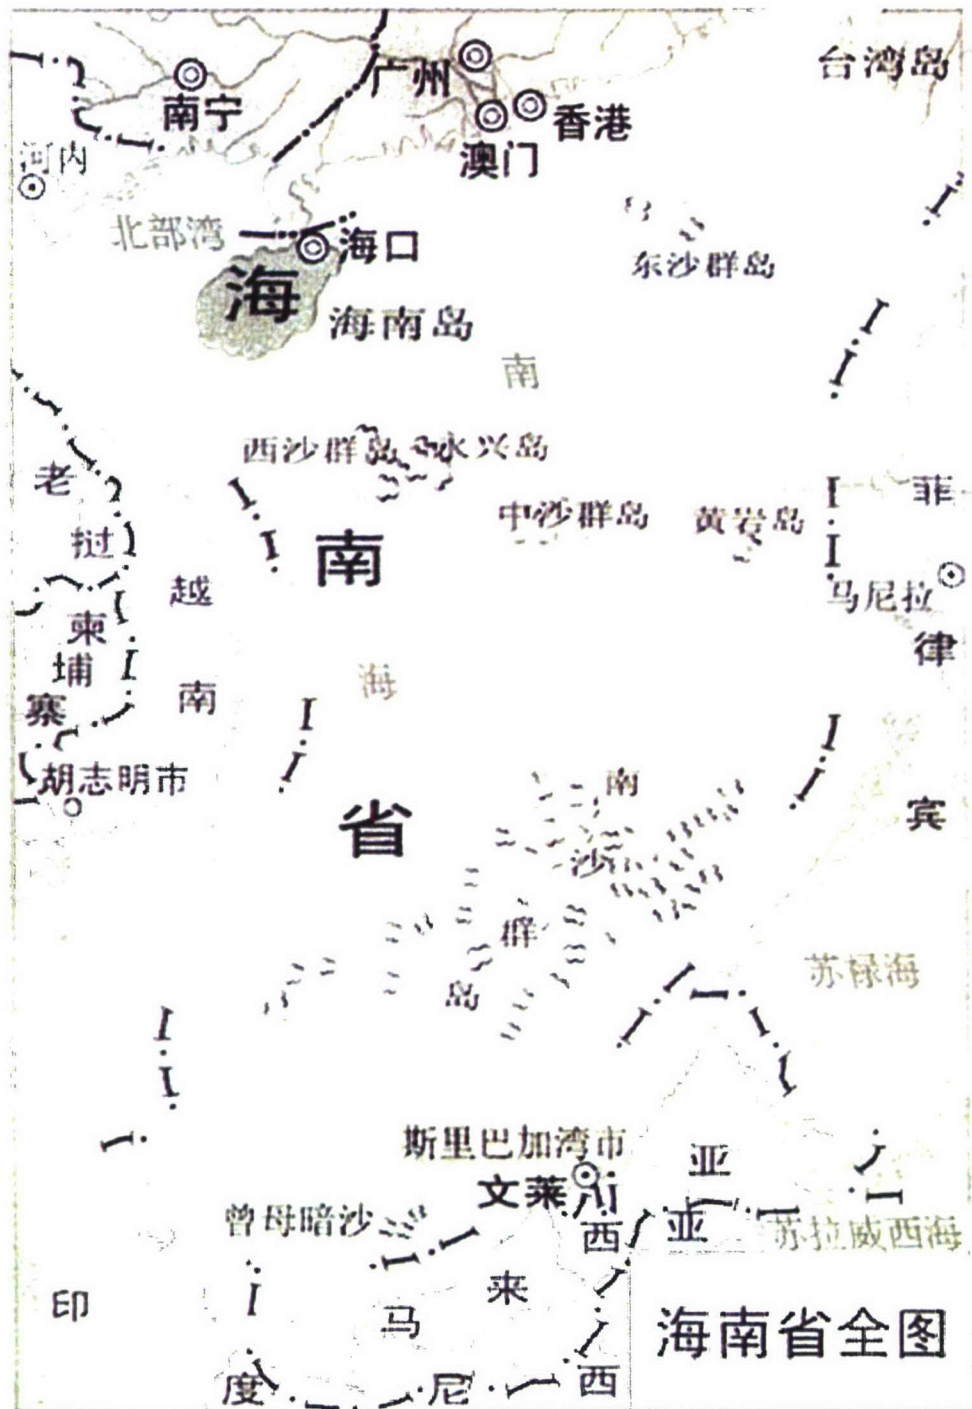 台湾岛
广州
南宁
香港
澳门
河内
北部湾
海口
东沙群岛
海南岛
海南省
南海
西沙群岛
永兴岛
中沙群岛
黄岩岛
老挝
越南
柬埔寨
菲律宾
马尼拉
胡志明市
南沙群岛
苏禄海
斯里巴加湾市
文莱
曾母暗沙
马来西亚
苏拉威西海
印度尼西亚
海南省全图